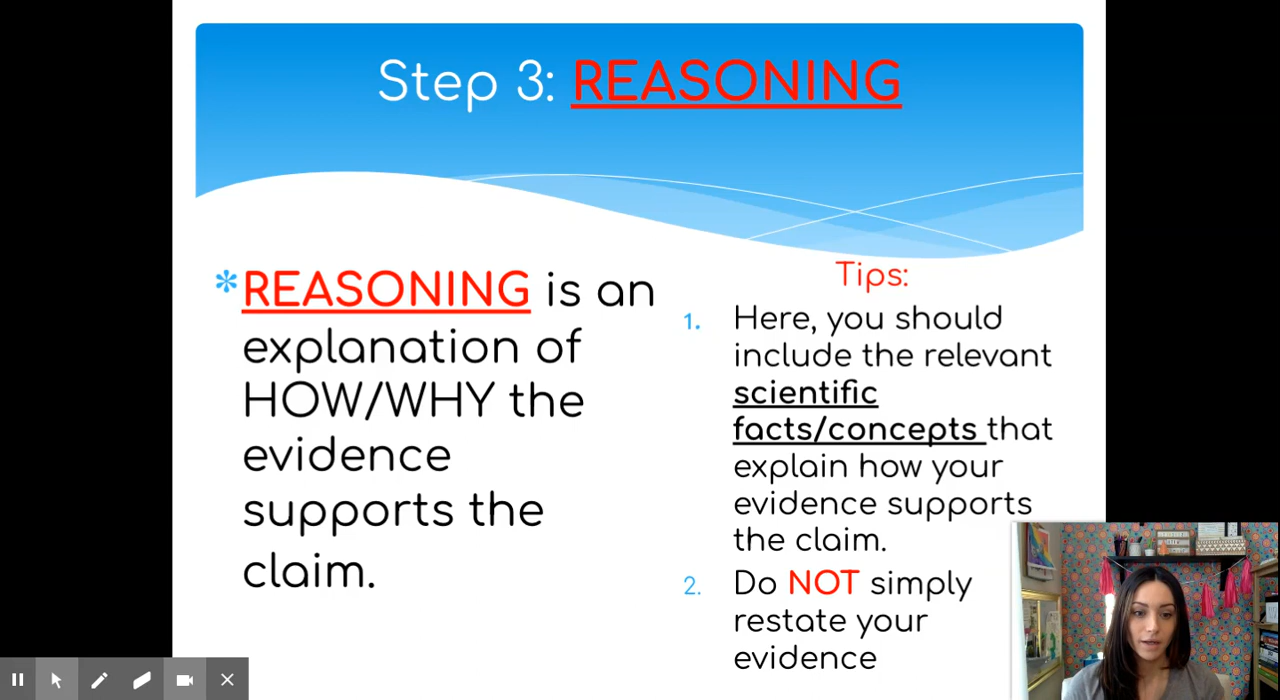 Step 3: REASONING
*REASONING is an
explanation of
HOW/WHY the
evidence
supports the
claim.
Tips:
1. Here, you should
include the relevant
scientific
facts/concepts that
explain how your
evidence supports
the claim.
2. Do NOT simply
restate your
evidence